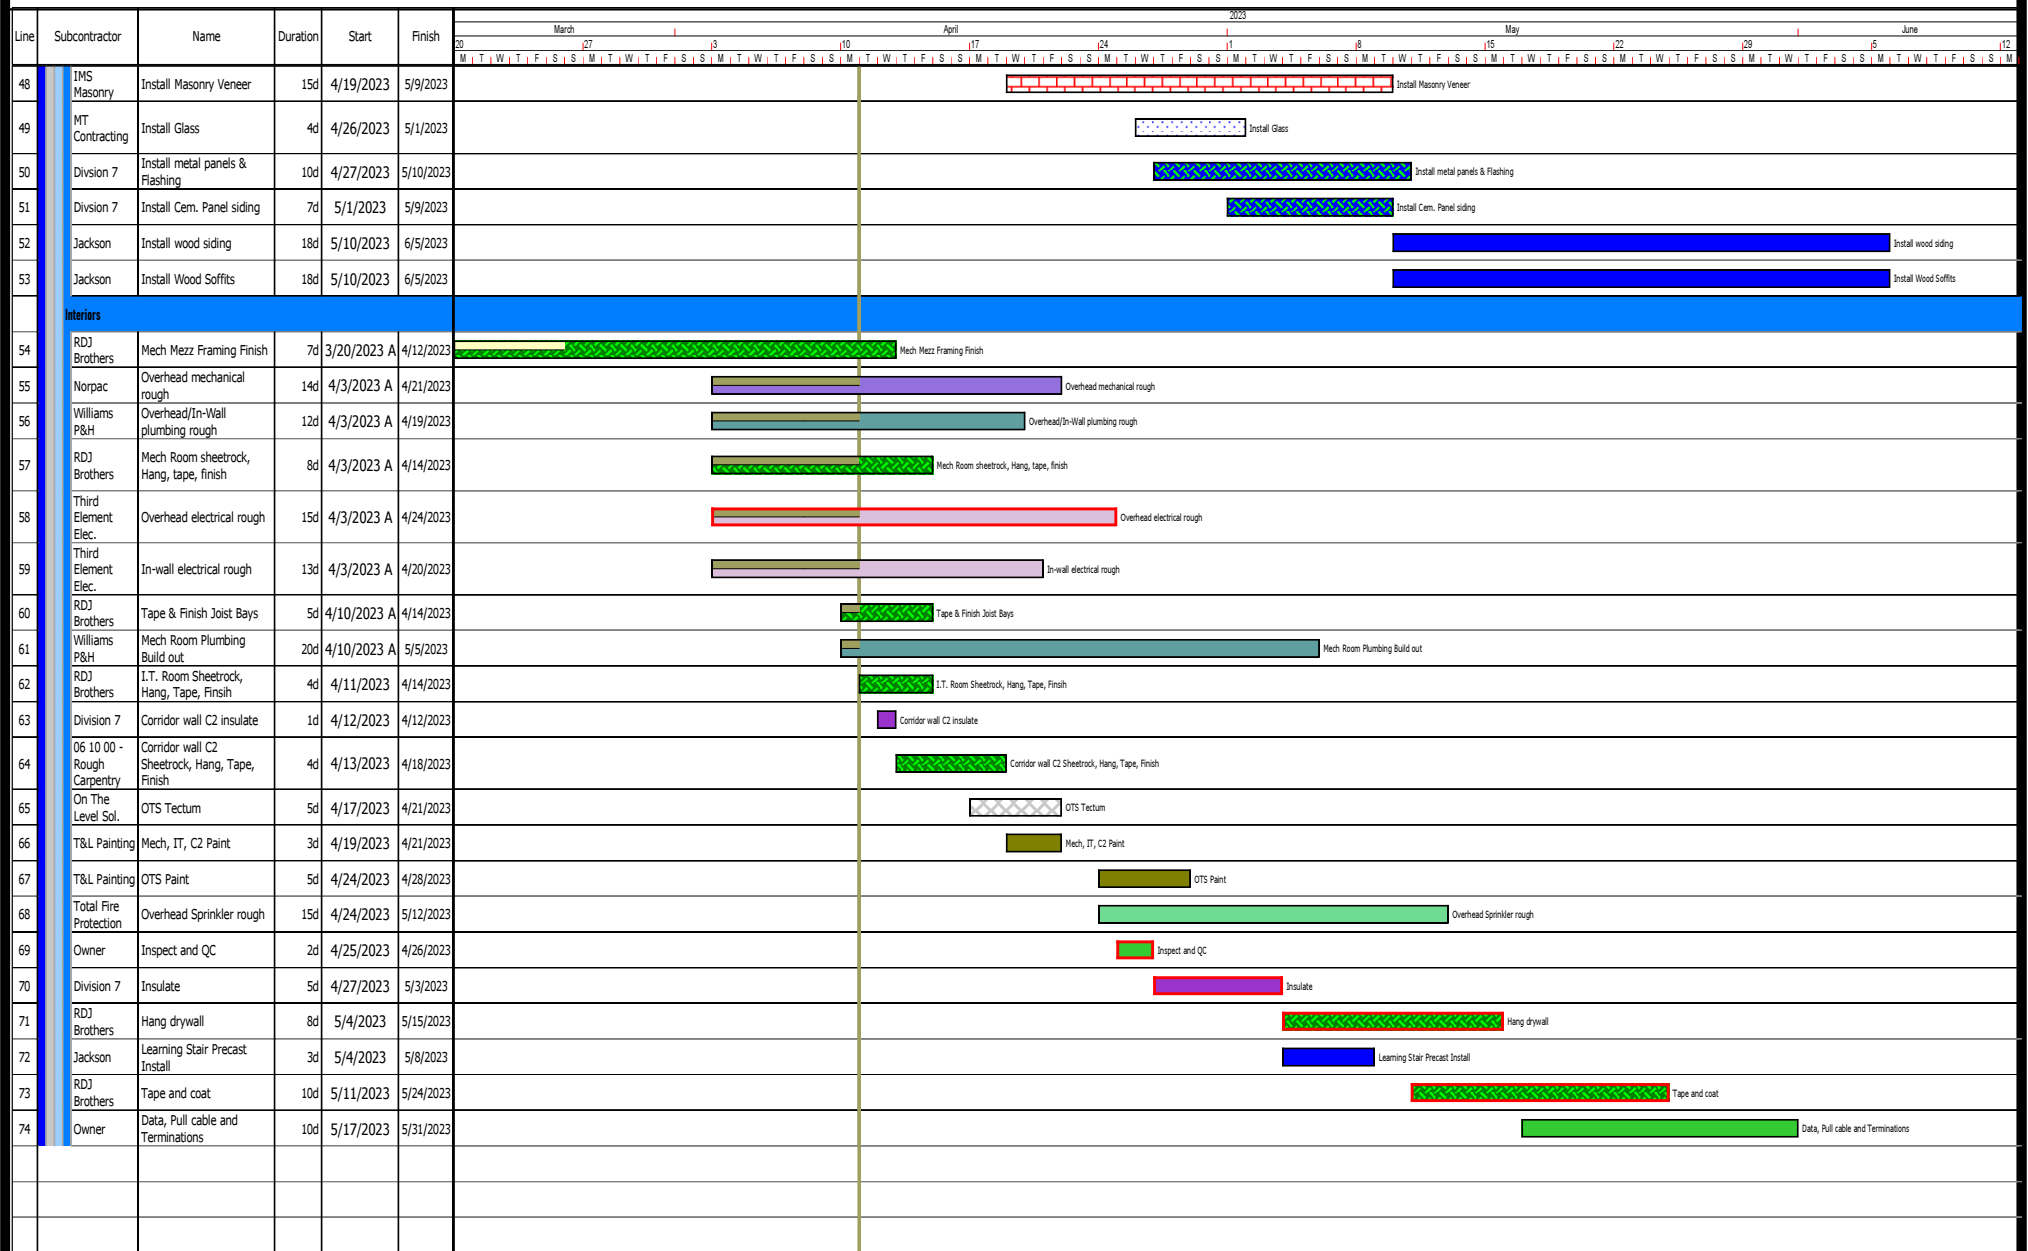 2023
March April May June
Line Subcontractor Name Duration Start Finish
20 27 3 10 17 24 1 8 15 22 29 5 12
M T W T F S S M T W T F S S M T W T F S S M T W T F S S M T W T F S S M T W T F S S M T W T F S S M T W T F S S M T W T F S S M T W T F S S M T W T F S S M T W T F S S M
48 IMS Masonry Install Masonry Veneer 15d 4/19/2023 5/9/2023 Install Masonry Veneer
49 MT Contracting Install Glass 4d 4/26/2023 5/1/2023 Install Glass
50 Divsion 7 Install metal panels & Flashing 10d 4/27/2023 5/10/2023 Install metal panels & Flashing
51 Divsion 7 Install Cem. Panel siding 7d 5/1/2023 5/9/2023 Install Cem. Panel siding
52 Jackson Install wood siding 18d 5/10/2023 6/5/2023 Install wood siding
53 Jackson Install Wood Soffits 18d 5/10/2023 6/5/2023 Install Wood Soffits
Interiors
54 RDJ Brothers Mech Mezz Framing Finish 7d 3/20/2023 A 4/12/2023 Mech Mezz Framing Finish
55 Norpac Overhead mechanical rough 14d 4/3/2023 A 4/21/2023 Overhead mechanical rough
56 Williams P&H Overhead/In-Wall plumbing rough 12d 4/3/2023 A 4/19/2023 Overhead/In-Wall plumbing rough
57 RDJ Brothers Mech Room sheetrock, Hang, tape, finish 8d 4/3/2023 A 4/14/2023 Mech Room sheetrock, Hang, tape, finish
58 Third Element Elec. Overhead electrical rough 15d 4/3/2023 A 4/24/2023 Overhead electrical rough
59 Third Element Elec. In-wall electrical rough 13d 4/3/2023 A 4/20/2023 In-wall electrical rough
60 RDJ Brothers Tape & Finish Joist Bays 5d 4/10/2023 A 4/14/2023 Tape & Finish Joist Bays
61 Williams P&H Mech Room Plumbing Build out 20d 4/10/2023 A 5/5/2023 Mech Room Plumbing Build out
62 RDJ Brothers I.T. Room Sheetrock, Hang, Tape, Finsih 4d 4/11/2023 4/14/2023 I.T. Room Sheetrock, Hang, Tape, Finsih
63 Division 7 Corridor wall C2 insulate 1d 4/12/2023 4/12/2023 Corridor wall C2 insulate
64 06 10 00 - Rough Carpentry Corridor wall C2 Sheetrock, Hang, Tape, Finish 4d 4/13/2023 4/18/2023 Corridor wall C2 Sheetrock, Hang, Tape, Finish
65 On The Level Sol. OTS Tectum 5d 4/17/2023 4/21/2023 OTS Tectum
66 T&L Painting Mech, IT, C2 Paint 3d 4/19/2023 4/21/2023 Mech, IT, C2 Paint
67 T&L Painting OTS Paint 5d 4/24/2023 4/28/2023 OTS Paint
68 Total Fire Protection Overhead Sprinkler rough 15d 4/24/2023 5/12/2023 Overhead Sprinkler rough
69 Owner Inspect and QC 2d 4/25/2023 4/26/2023 Inspect and QC
70 Division 7 Insulate 5d 4/27/2023 5/3/2023 Insulate
71 RDJ Brothers Hang drywall 8d 5/4/2023 5/15/2023 Hang drywall
72 Jackson Learning Stair Precast Install 3d 5/4/2023 5/8/2023 Learning Stair Precast Install
73 RDJ Brothers Tape and coat 10d 5/11/2023 5/24/2023 Tape and coat
74 Owner Data, Pull cable and Terminations 10d 5/17/2023 5/31/2023 Data, Pull cable and Terminations